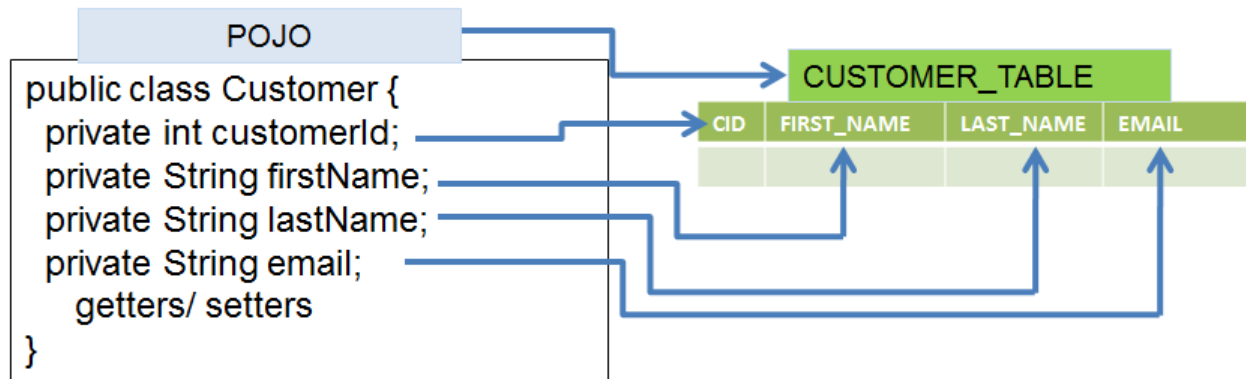 POJO
public class Customer {
private int customerId;
private String firstName;
private String lastName;
private String email;
getters/ setters
}
CUSTOMER_TABLE
CID FIRST_NAME LAST_NAME EMAIL